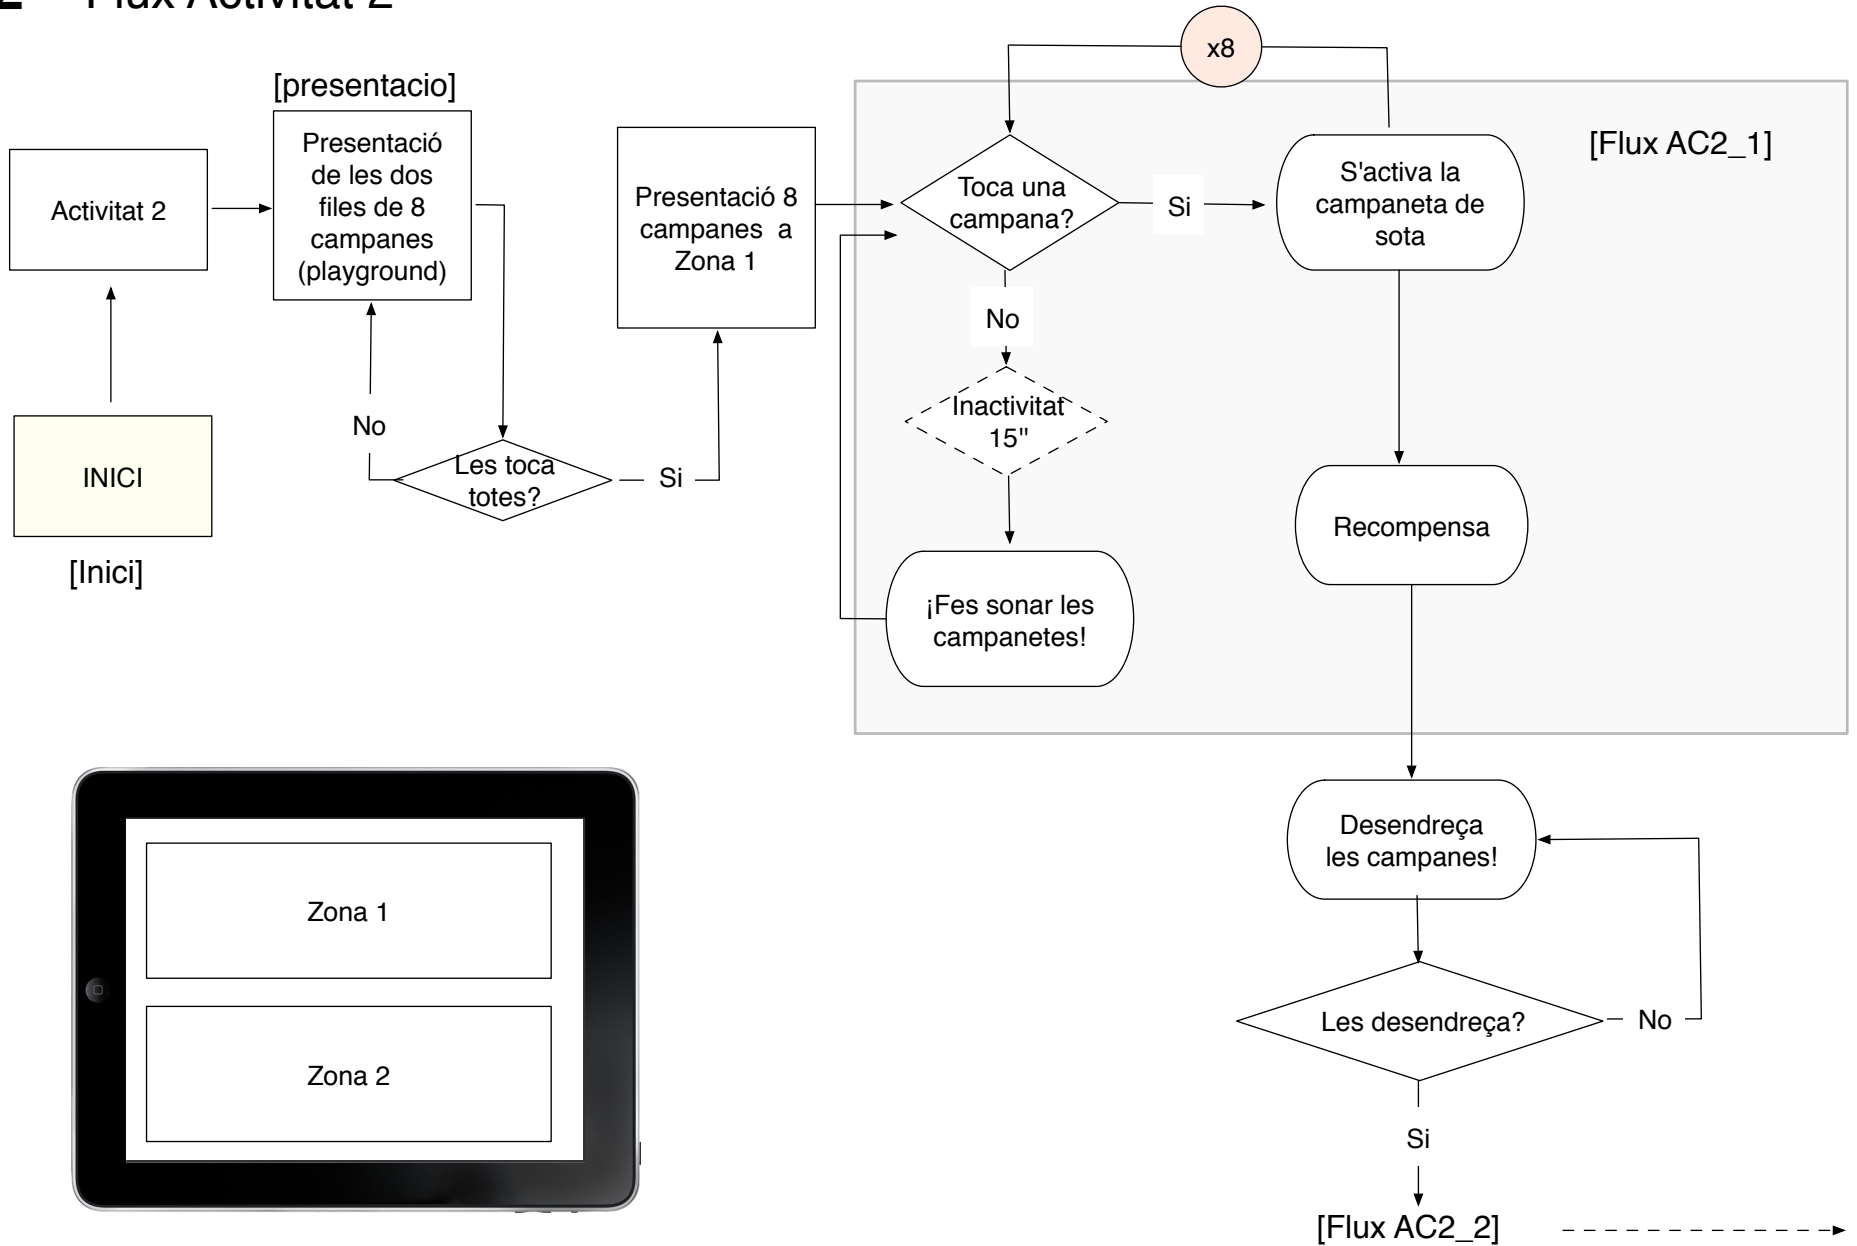 Flux Activitat 2
x8
[presentacio]
Presentació
de les dos
files de 8
campanes
(playground)
Activitat 2
INICI
[Inici]
No
Les toca
totes?
Si
Presentació 8
campanes a
Zona 1
[Flux AC2_1]
Toca una
campana?
Si
S'activa la
campaneta de
sota
No
Inactivitat
15"
¡Fes sonar les
campanetes!
Recompensa
Desendreça
les campanes!
Les desendreça?
No
Si
[Flux AC2_2]
Zona 1
Zona 2